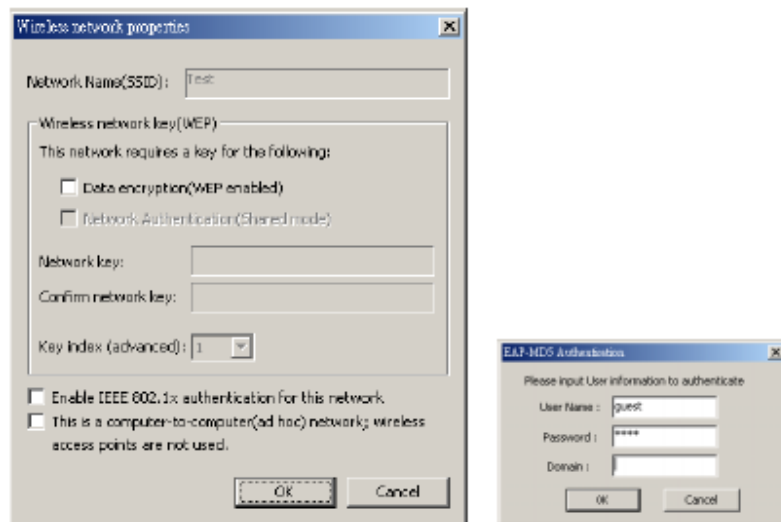 Wireless network properties
Network Name(SSID):
Test
Wireless network key(WEP)
This network requires a key for the following:
Data encryption(WEP enabled)
Network Authentication(Shared mode)
Network key:
Confirm network key:
Key index (advanced):
1
Enable IEEE 802.1x authentication for this network
This is a computer-to-computer(ad hoc) network; wireless
access points are not used.
OK
Cancel
EAP-MD5 Authentication
Please input User information to authenticate
User Name :
guest
Password :
****
Domain :
OK
Cancel